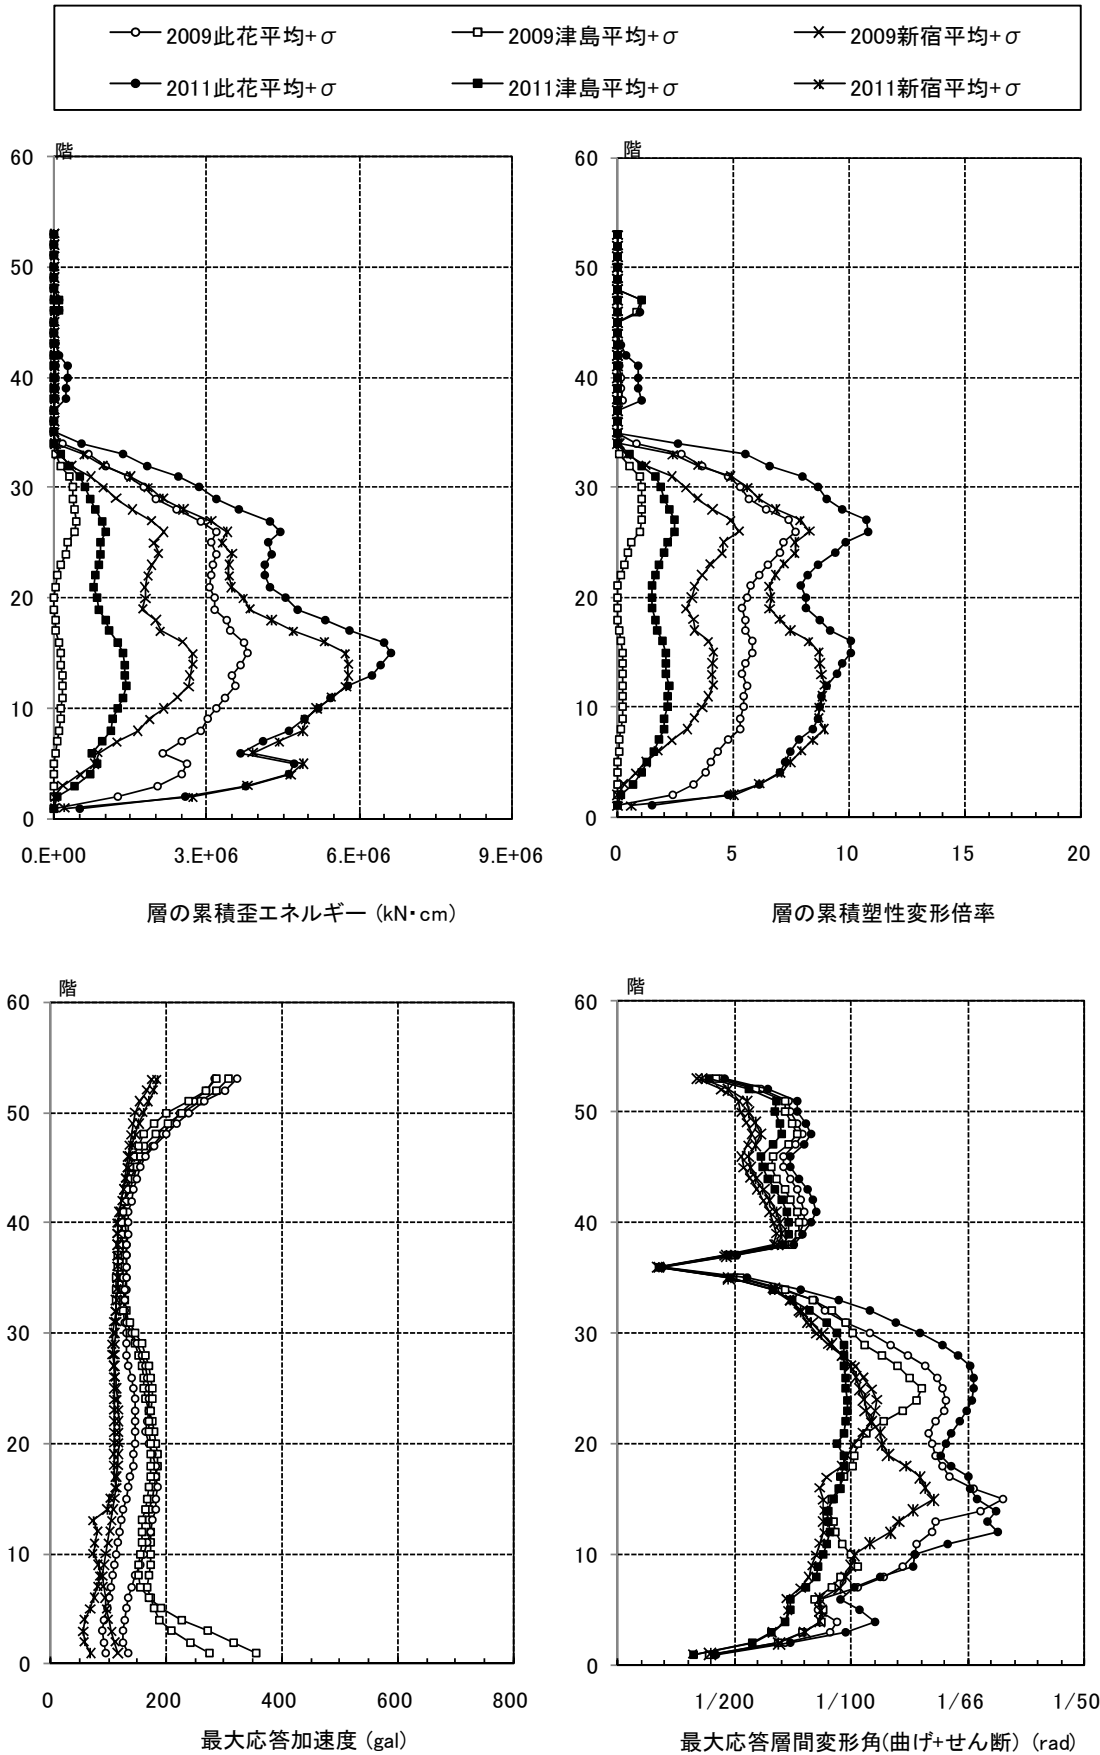 2009此花平均+σ 2009津島平均+σ 2009新宿平均+σ
2011此花平均+σ 2011津島平均+σ 2011新宿平均+σ
階
60
50
40
30
20
10
0
0.E+00 3.E+06 6.E+06 9.E+06
層の累積歪エネルギー (kN・cm)
階
60
50
40
30
20
10
0
0 5 10 15 20
層の累積塑性変形倍率
階
60
50
40
30
20
10
0
0 200 400 600 800
最大応答加速度 (gal)
階
60
50
40
30
20
10
0
1/200 1/100 1/66 1/50
最大応答層間変形角(曲げ+せん断) (rad)